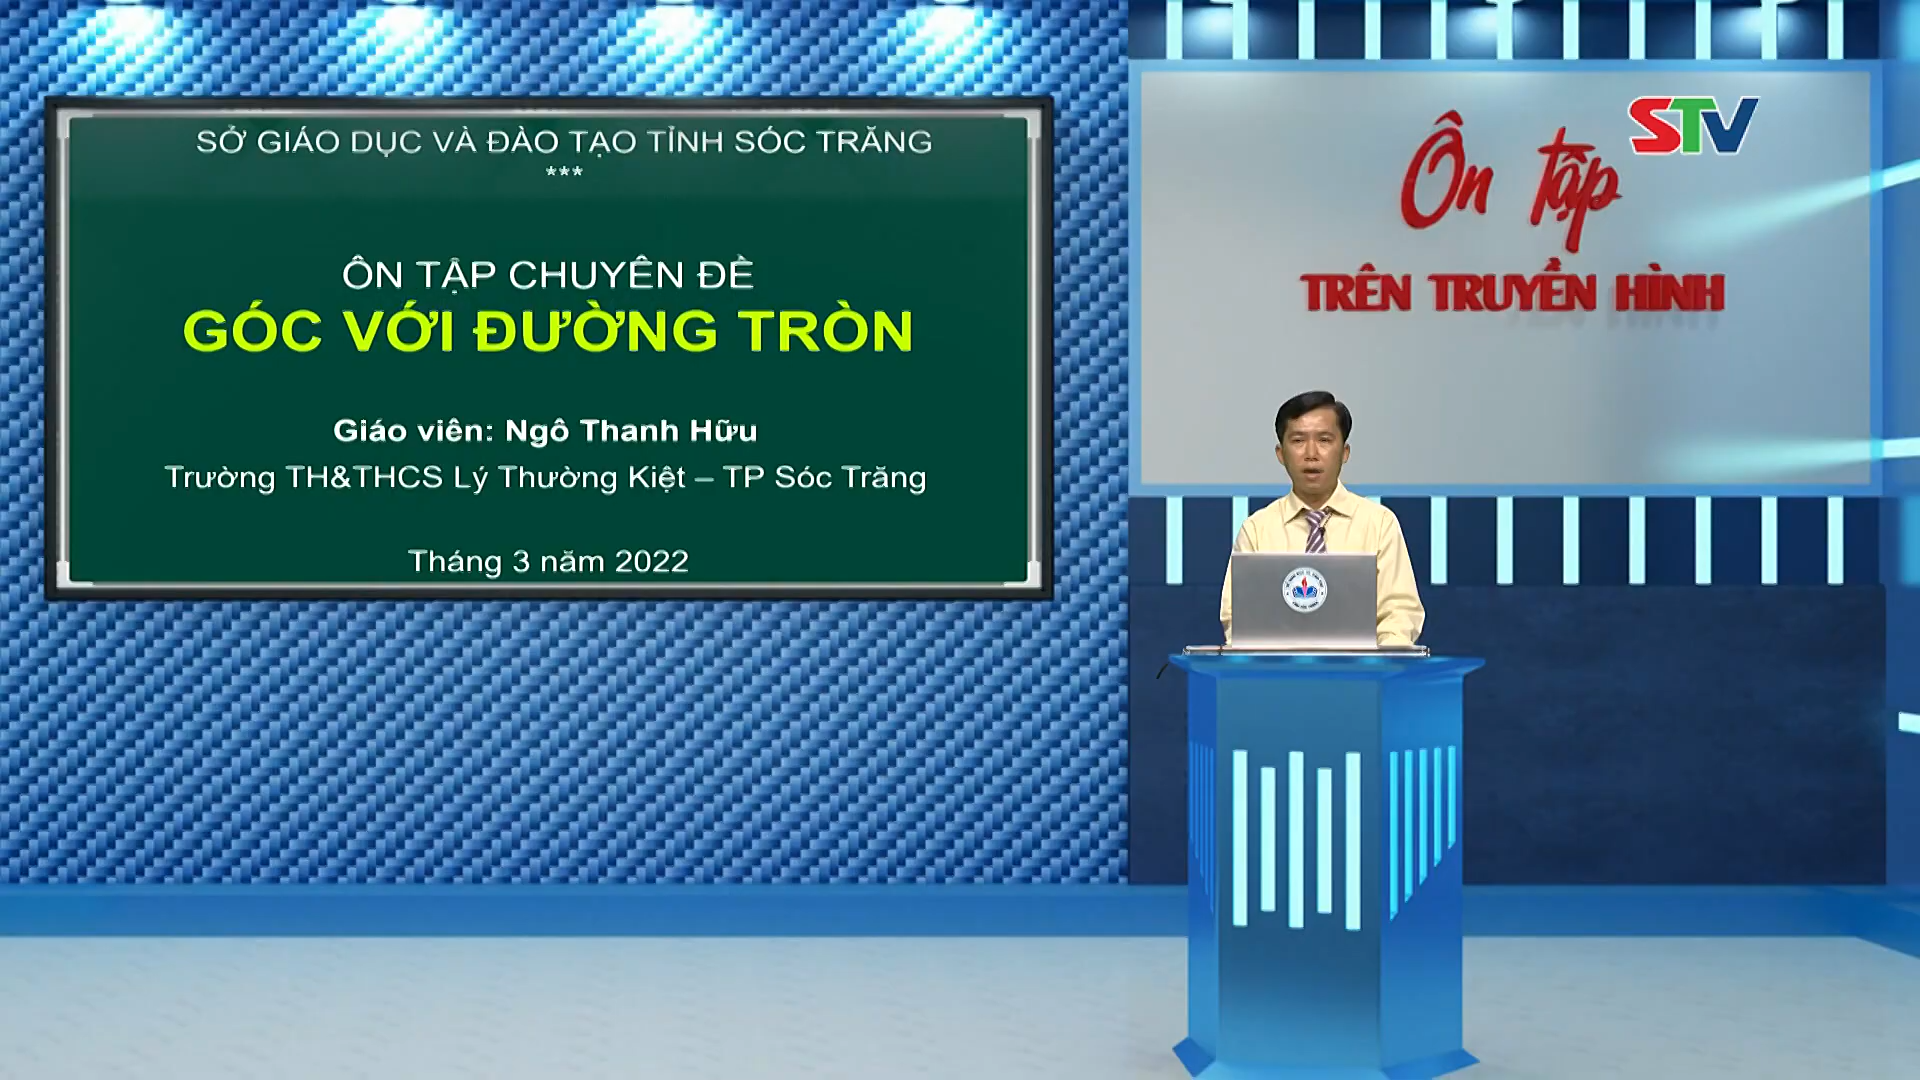 SỞ GIÁO DỤC VÀ ĐÀO TẠO TỈNH SÓC TRĂNG
***
ÔN TẬP CHUYÊN ĐỀ
GÓC VỚI ĐƯỜNG TRÒN
Giáo viên: Ngô Thanh Hữu
Trường TH&THCS Lý Thường Kiệt – TP Sóc Trăng
Tháng 3 năm 2022
STV
Ôn tập
TRÊN TRUYỀN HÌNH